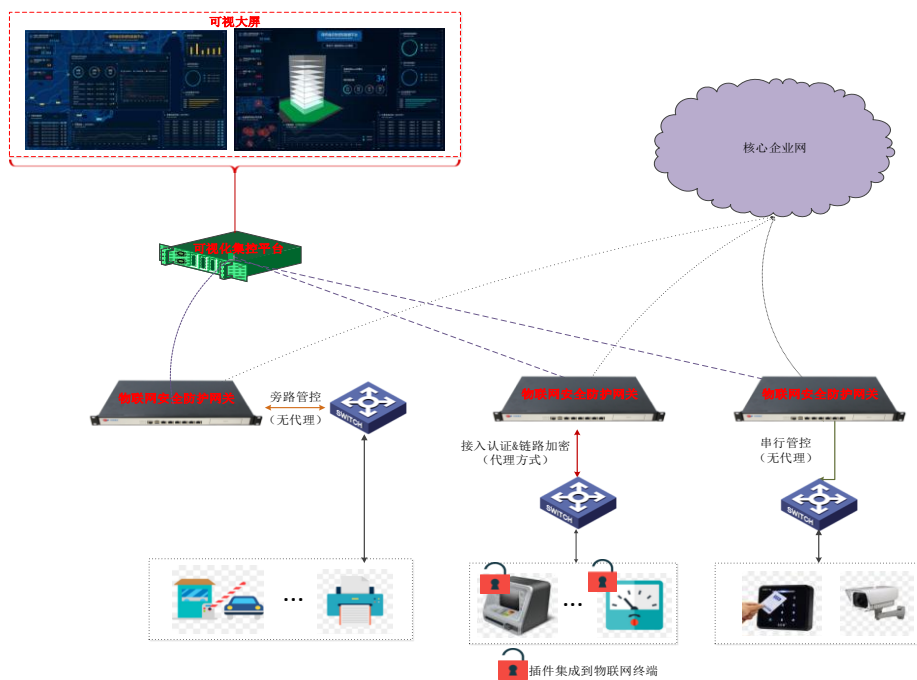 可视大屏
34
核心企业网
可视化集控平台
物联网安全防护网关
旁路管控
（无代理）
SWITCH
物联网安全防护网关
接入认证&链路加密
（代理方式）
SWITCH
物联网安全防护网关
串行管控
（无代理）
SWITCH
...
...
插件集成到物联网终端